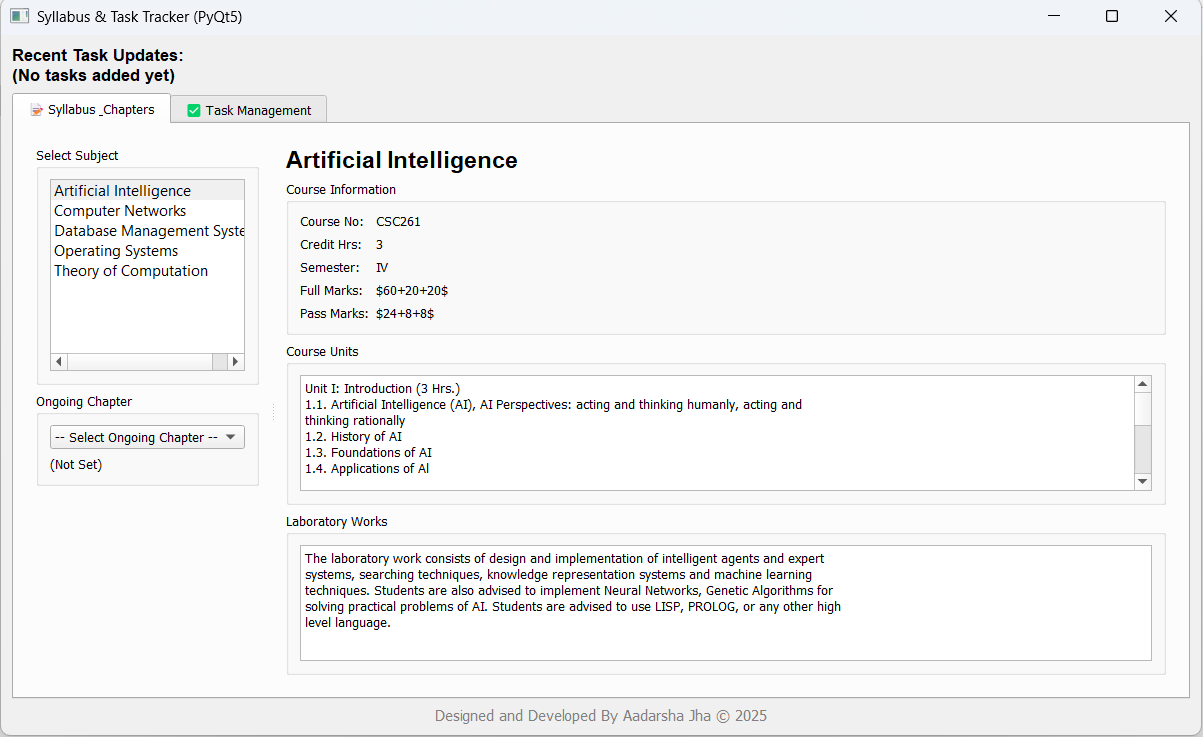 Syllabus & Task Tracker (PyQt5)
Recent Task Updates:
(No tasks added yet)
Syllabus _Chapters
Task Management
Select Subject
Artificial Intelligence
Computer Networks
Database Management Syste
Operating Systems
Theory of Computation
Ongoing Chapter
-- Select Ongoing Chapter --
(Not Set)
Artificial Intelligence
Course Information
Course No: CSC261
Credit Hrs: 3
Semester: IV
Full Marks: $60+20+20$
Pass Marks: $24+8+8$
Course Units
Unit I: Introduction (3 Hrs.)
1.1. Artificial Intelligence (AI), AI Perspectives: acting and thinking humanly, acting and
thinking rationally
1.2. History of AI
1.3. Foundations of AI
1.4. Applications of Al
Laboratory Works
The laboratory work consists of design and implementation of intelligent agents and expert
systems, searching techniques, knowledge representation systems and machine learning
techniques. Students are also advised to implement Neural Networks, Genetic Algorithms for
solving practical problems of AI. Students are advised to use LISP, PROLOG, or any other high
level language.
Designed and Developed By Aadarsha Jha © 2025